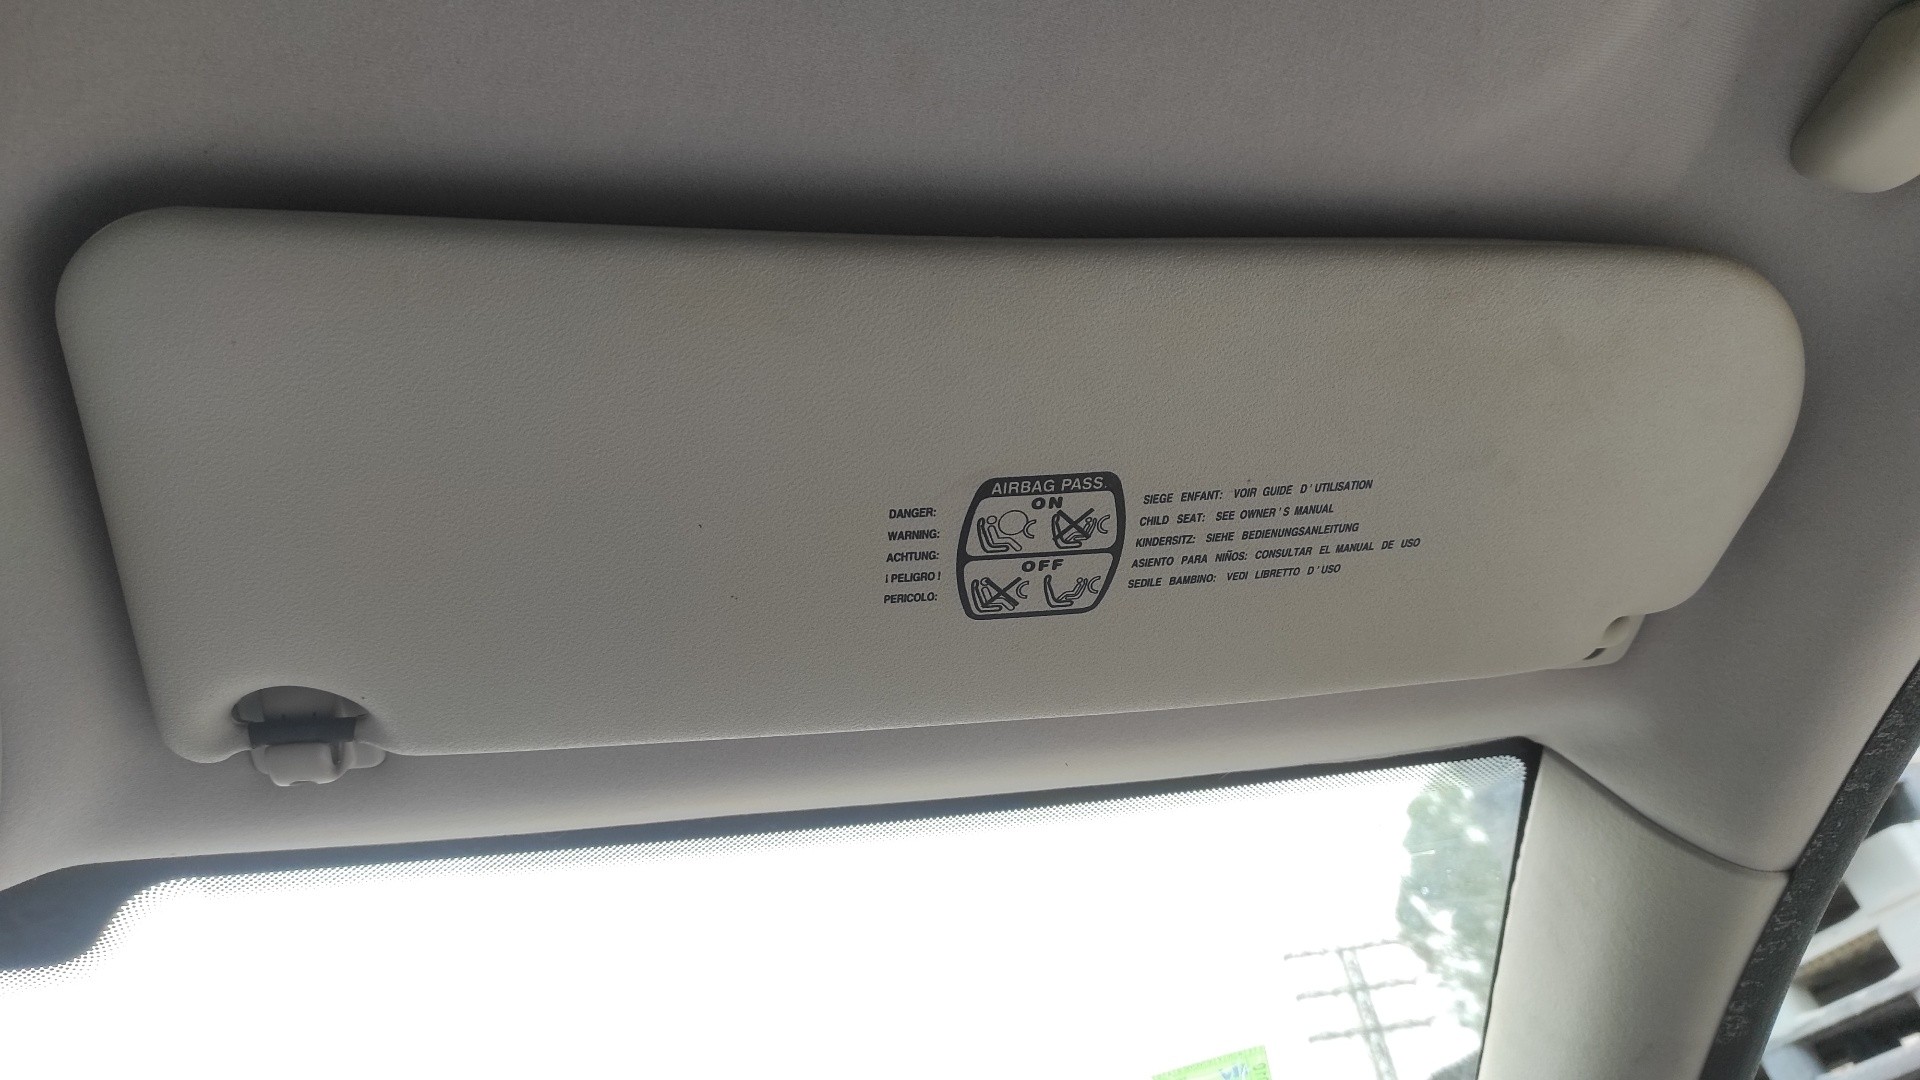 AIRBAG PASS.
ON
OFF
DANGER: SIEGE ENFANT: VOIR GUIDE D'UTILISATION
WARNING: CHILD SEAT: SEE OWNER'S MANUAL
ACHTUNG: KINDERSITZ: SIEHE BEDIENUNGSANLEITUNG
¡PELIGRO! ASIENTO PARA NIÑOS: CONSULTAR EL MANUAL DE USO
PERICOLO: SEDILE BAMBINO: VEDI LIBRETTO D'USO